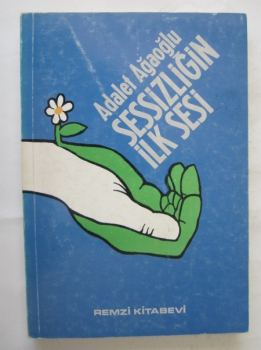 Adalet Ağaoğlu
SESSİZLİĞİN
İLK SESİ
REMZİ KİTABEVİ